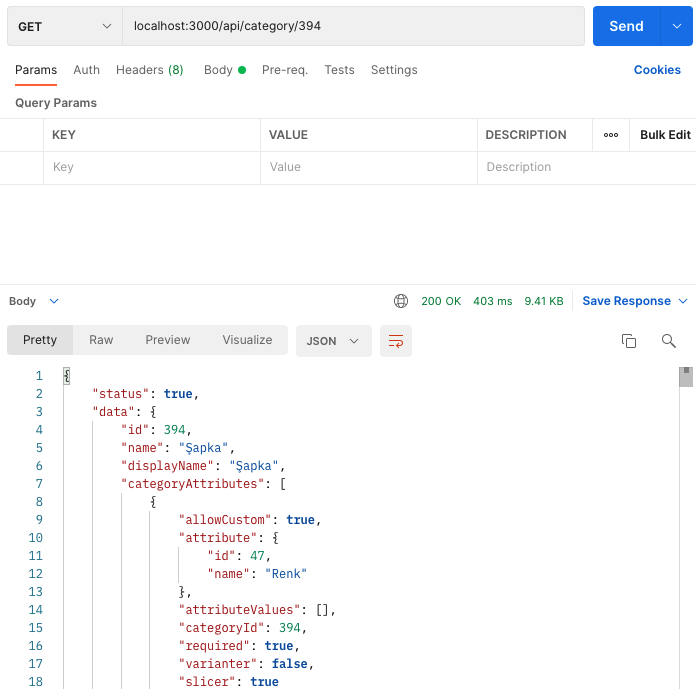 GET localhost:3000/api/category/394 Send
Params Auth Headers (8) Body Pre-req. Tests Settings Cookies
Query Params
KEY VALUE DESCRIPTION ooo Bulk Edit
Key Value Description
Body 200 OK 403 ms 9.41 KB Save Response
Pretty Raw Preview Visualize JSON
1 {
2 "status": true,
3 "data": {
4 "id": 394,
5 "name": "Şapka",
6 "displayName": "Şapka",
7 "categoryAttributes": [
8 {
9 "allowCustom": true,
10 "attribute": {
11 "id": 47,
12 "name": "Renk"
13 },
14 "attributeValues": [],
15 "categoryId": 394,
16 "required": true,
17 "varianter": false,
18 "slicer": true